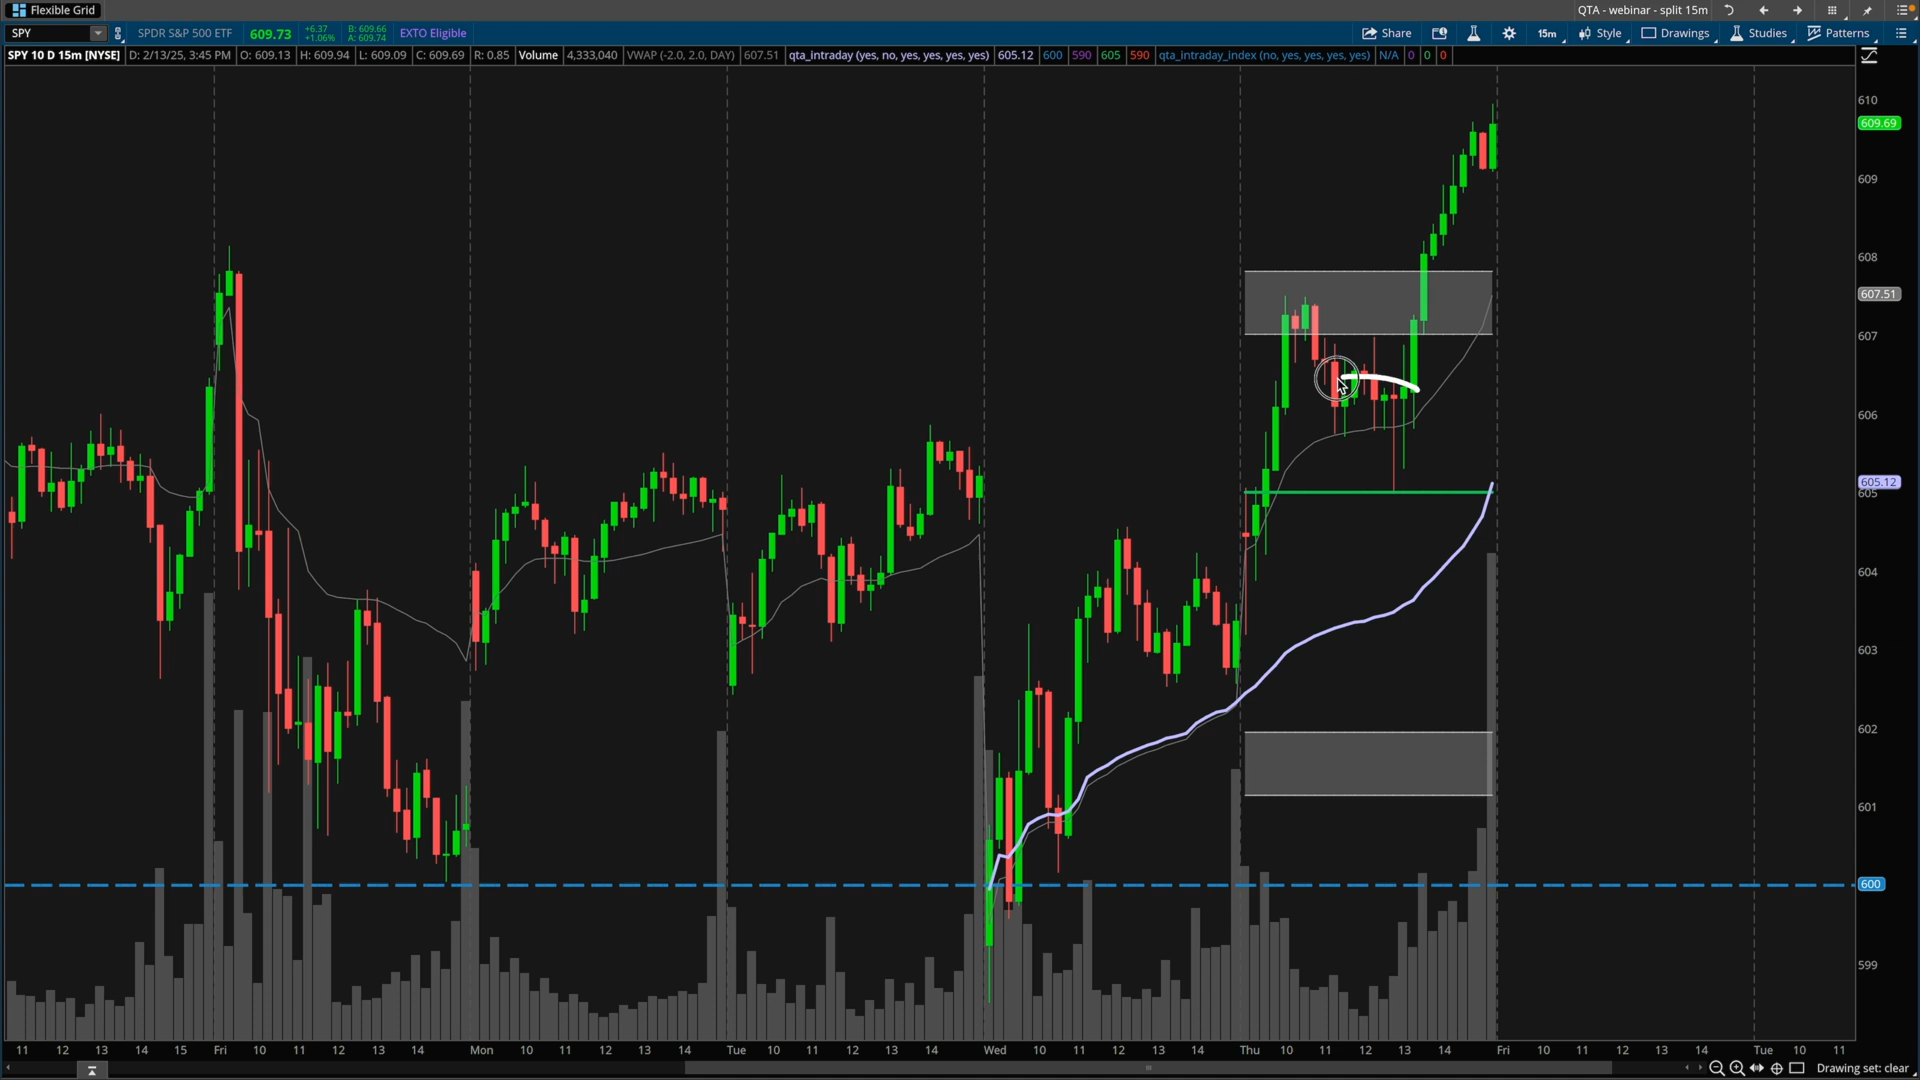 Flexible Grid
QTA - webinar - split 15m
SPY
SPDR S&P 500 ETF
609.73
+6.37
+1.06%
B: 609.66
A: 609.74
EXTO Eligible
Share
15m
Style
Drawings
Studies
Patterns
SPY 10 D 15m [NYSE] D: 2/13/25, 3:45 PM O: 609.13 H: 609.94 L: 609.09 C: 609.69 R: 0.85 Volume 4,333,040 VWAP (-2.0, 2.0, DAY) 607.51 qta_intraday (yes, no, yes, yes, yes, yes) 605.12 600 590 605 590 qta_intraday_index (no, yes, yes, yes, yes) N/A 0 0 0
610
609.69
609
608
607.51
607
606
605.12
605
604
603
602
601
600
599
11 12 13 14 15 Fri 10 11 12 13 14 Mon 10 11 12 13 14 Tue 10 11 12 13 14 Wed 10 11 12 13 14 Thu 10 11 12 13 14 Fri 10 11 12 13 14 Tue 10 11
Drawing set: clear